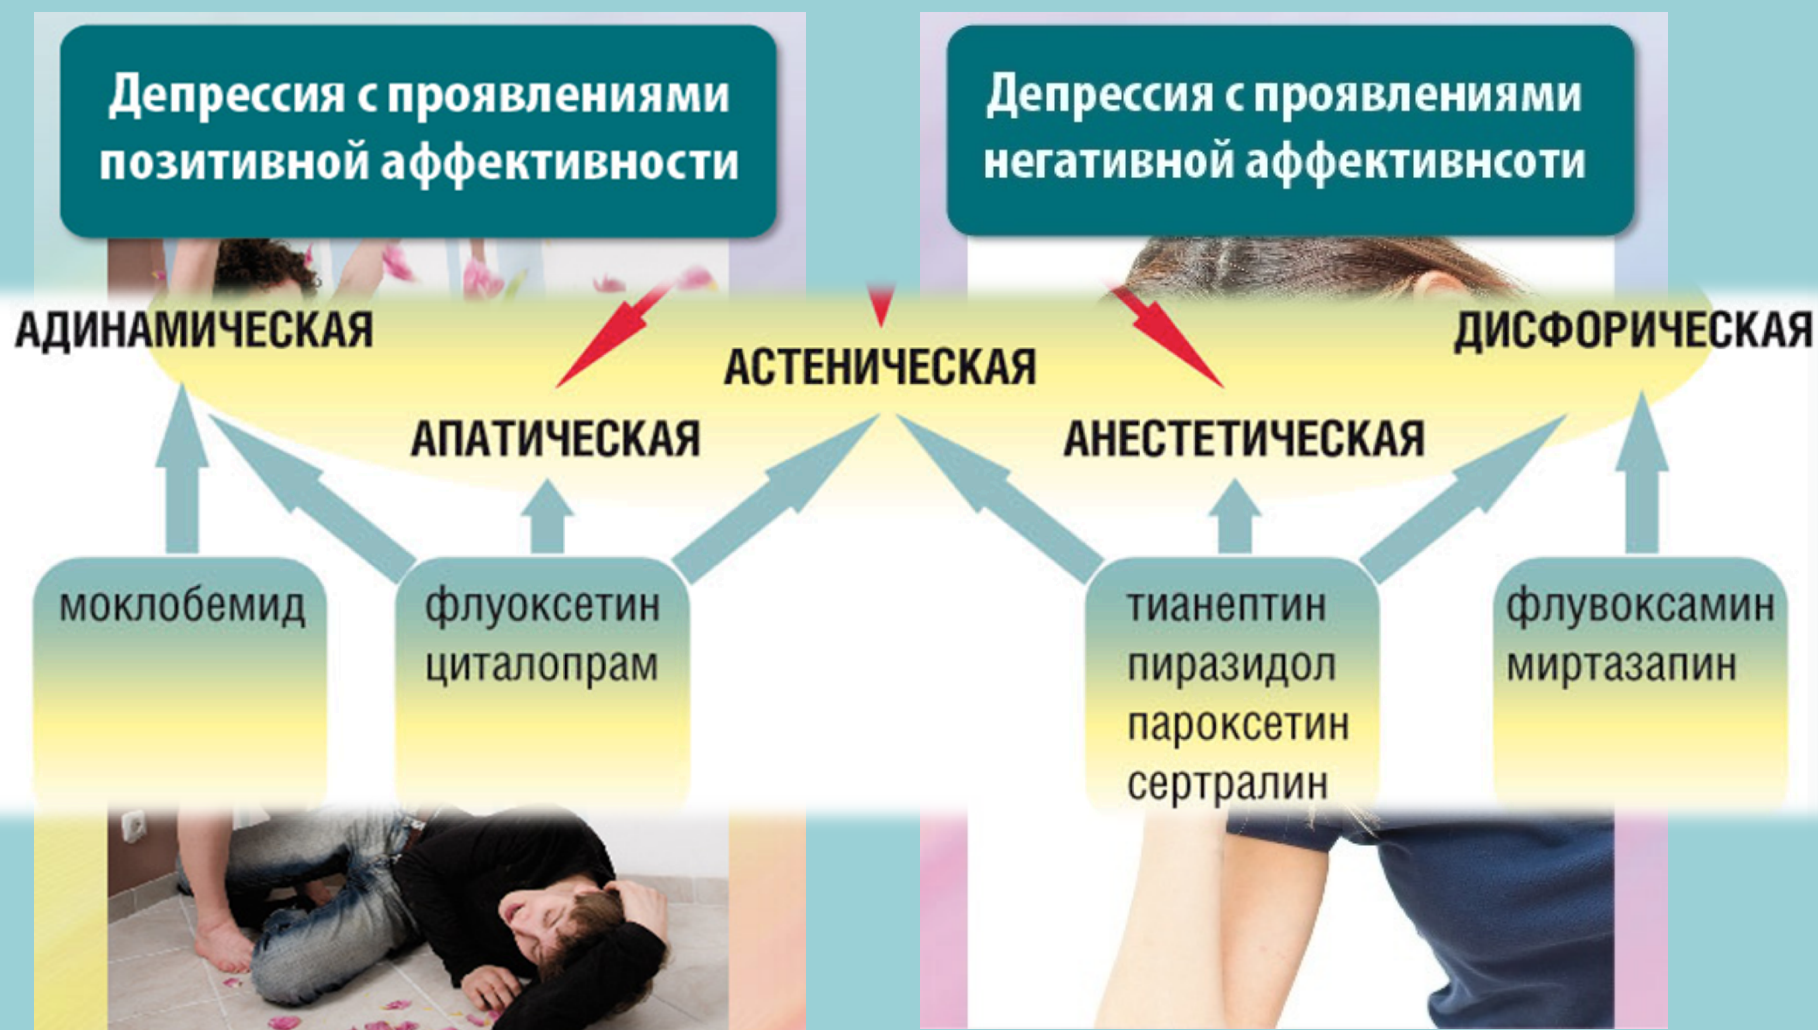 Депрессия с проявлениями
позитивной аффективности
Депрессия с проявлениями
негативной аффективнсоти
АДИНАМИЧЕСКАЯ
АПАТИЧЕСКАЯ
АСТЕНИЧЕСКАЯ
АНЕСТЕТИЧЕСКАЯ
ДИСФОРИЧЕСКАЯ
моклобемид
флуоксетин
циталопрам
тианептин
пиразидол
пароксетин
сертралин
флувоксамин
миртазапин